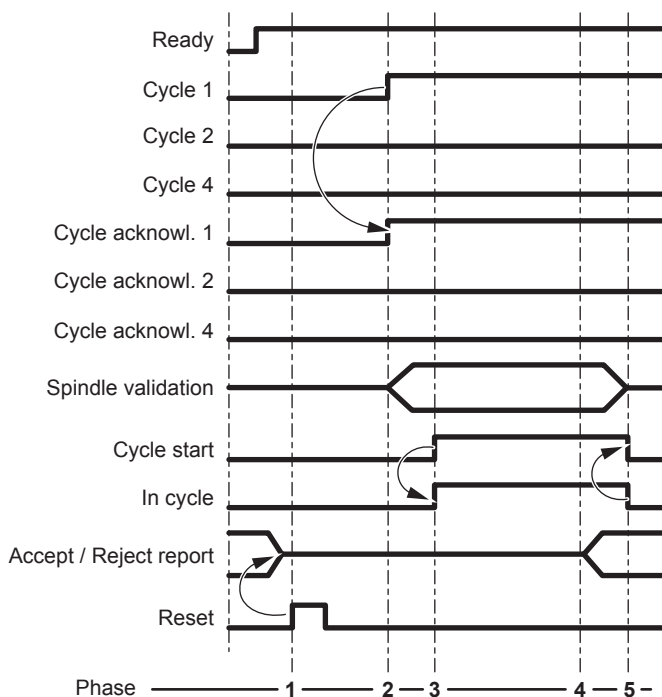 Ready
Cycle 1
Cycle 2
Cycle 4
Cycle acknowl. 1
Cycle acknowl. 2
Cycle acknowl. 4
Spindle validation
Cycle start
In cycle
Accept / Reject report
Reset
Phase 1 2 3 4 5